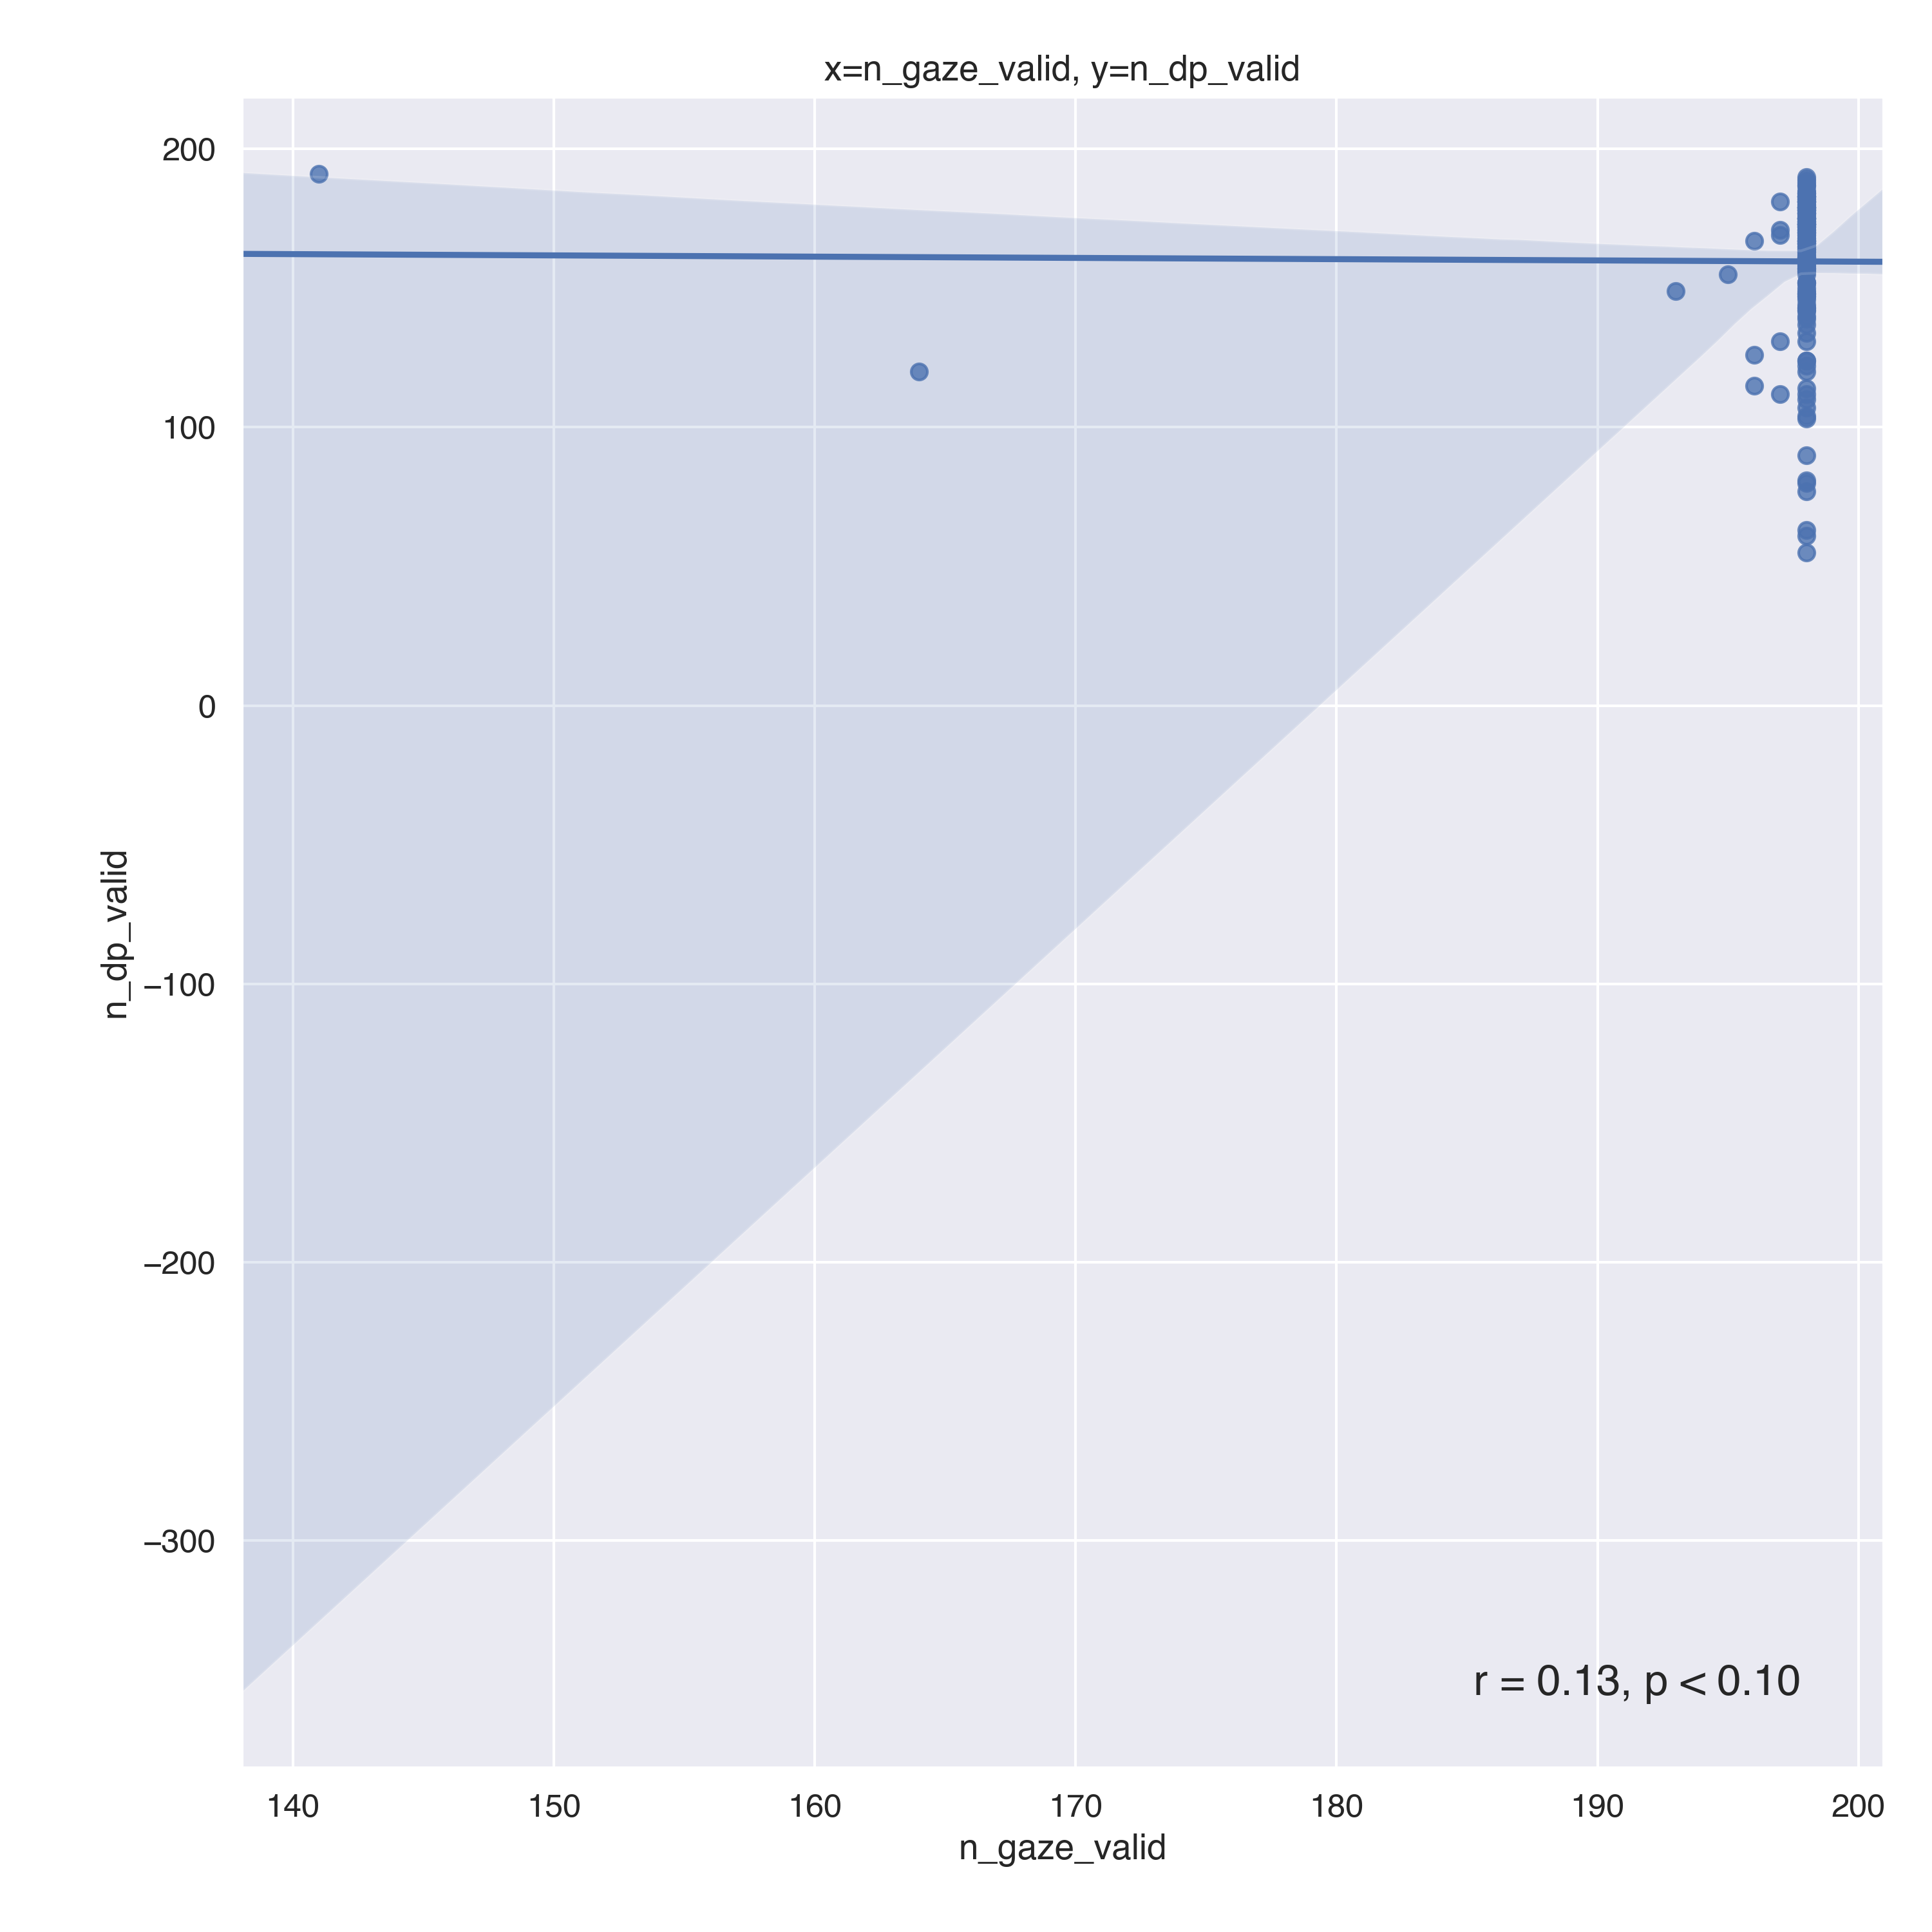 x=n_gaze_valid, y=n_dp_valid
200
100
0
−100
−200
−300
n_dp_valid
r = 0.13, p < 0.10
140 150 160 170 180 190 200
n_gaze_valid